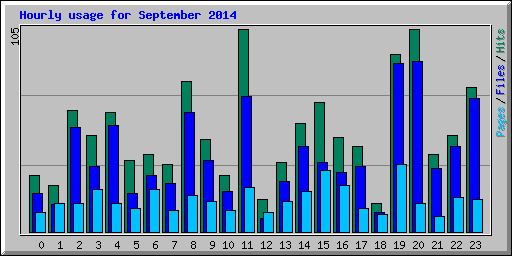 Hourly usage for September 2014
105
Pages/Files/Hits
0 1 2 3 4 5 6 7 8 9 10 11 12 13 14 15 16 17 18 19 20 21 22 23